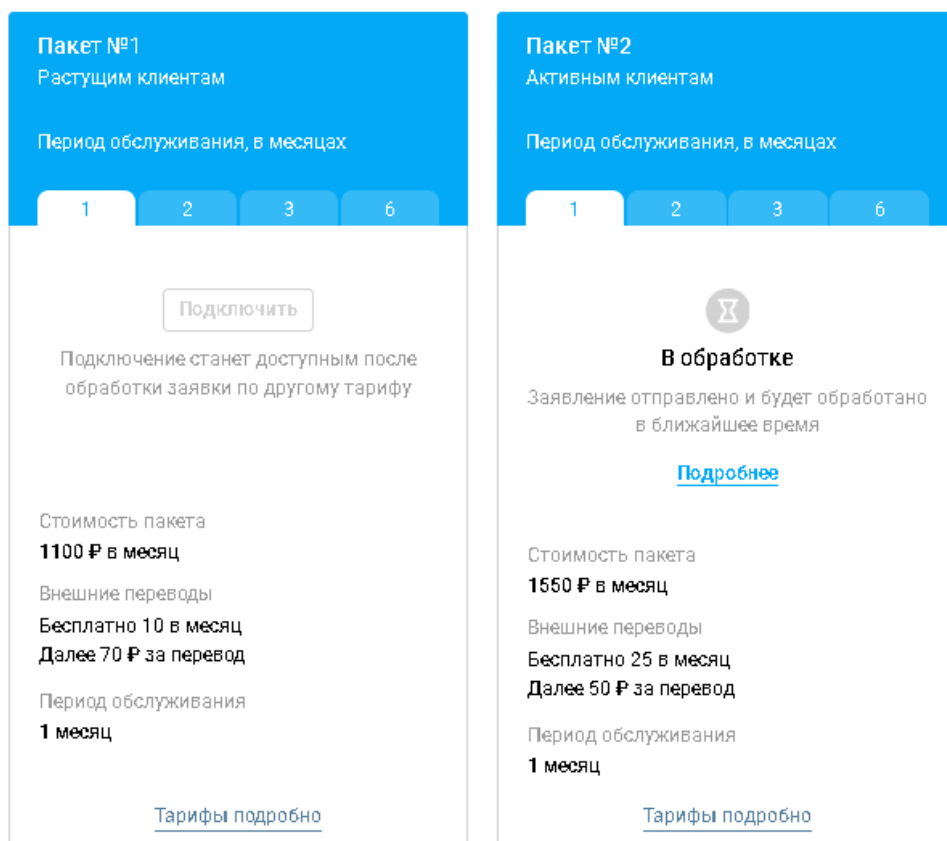 Пакет №1
Растущим клиентам
Период обслуживания, в месяцах
1 2 3 6
Подключить
Подключение станет доступным после
обработки заявки по другому тарифу
Стоимость пакета
1100 ₽ в месяц
Внешние переводы
Бесплатно 10 в месяц
Далее 70 ₽ за перевод
Период обслуживания
1 месяц
Тарифы подробно
Пакет №2
Активным клиентам
Период обслуживания, в месяцах
1 2 3 6
В обработке
Заявление отправлено и будет обработано
в ближайшее время
Подробнее
Стоимость пакета
1550 ₽ в месяц
Внешние переводы
Бесплатно 25 в месяц
Далее 50 ₽ за перевод
Период обслуживания
1 месяц
Тарифы подробно